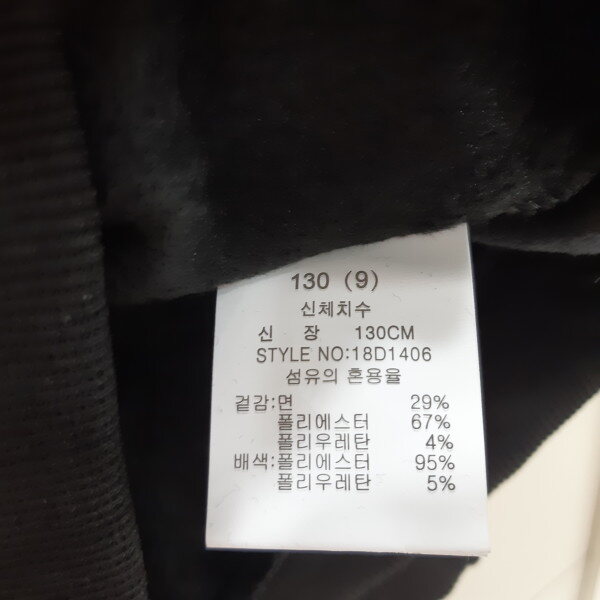 130 (9)
신체치수
신 장 130CM
STYLE NO:18D1406
섬유의 혼용율
겉감:면 29%
폴리에스터 67%
폴리우레탄 4%
배색:폴리에스터 95%
폴리우레탄 5%